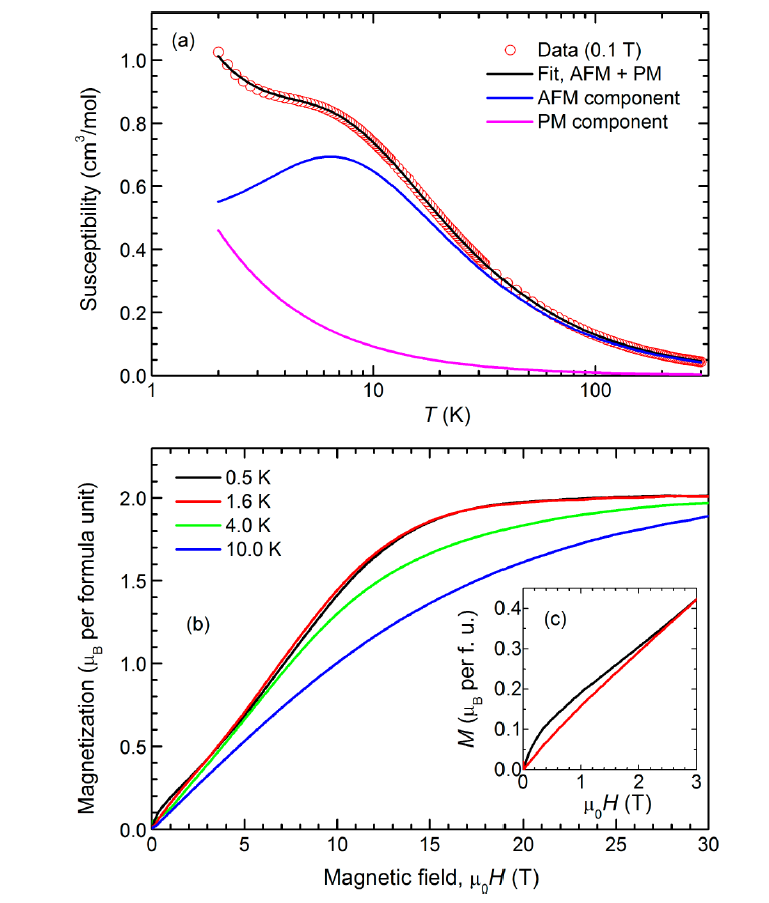 (a)
Data (0.1 T)
Fit, AFM + PM
AFM component
PM component
Susceptibility (cm³/mol)
1.0
0.8
0.6
0.4
0.2
0.0
1 10 100
T (K)
0.5 K
1.6 K
4.0 K
10.0 K
(b)
Magnetization (μB per formula unit)
2.0
1.5
1.0
0.5
0.0
0 5 10 15 20 25 30
Magnetic field, μ0H (T)
(c)
M (μB per f. u.)
0.4
0.3
0.2
0.1
0.0
0 1 2 3
μ0H (T)